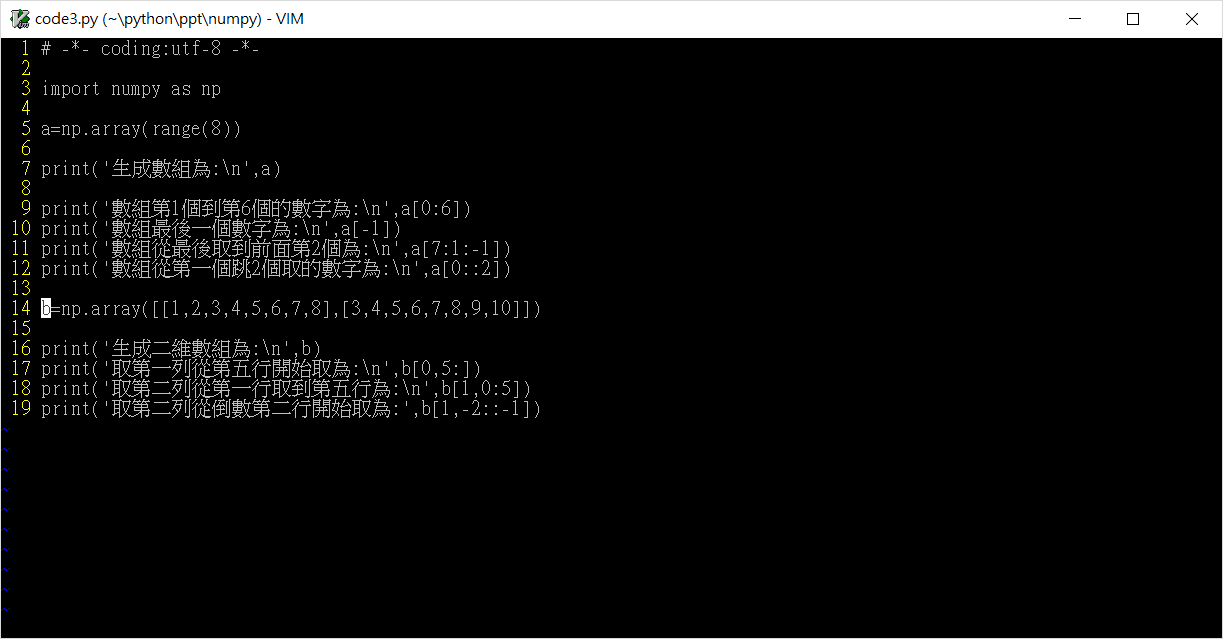 code3.py (~\python\ppt\numpy) - VIM
1 # -*- coding:utf-8 -*-
2
3 import numpy as np
4
5 a=np.array(range(8))
6
7 print('生成數組為:\n',a)
8
9 print('數組第1個到第6個的數字為:\n',a[0:6])
10 print('數組最後一個數字為:\n',a[-1])
11 print('數組從最後取到前面第2個為:\n',a[7:1:-1])
12 print('數組從第一個跳2個取的數字為:\n',a[0::2])
13
14 b=np.array([[1,2,3,4,5,6,7,8],[3,4,5,6,7,8,9,10]])
15
16 print('生成二維數組為:\n',b)
17 print('取第一列從第五行開始取為:\n',b[0,5:])
18 print('取第二列從第一行取到第五行為:\n',b[1,0:5])
19 print('取第二列從倒數第二行開始取為:',b[1,-2::-1])
~
~
~
~
~
~
~
~
~
~